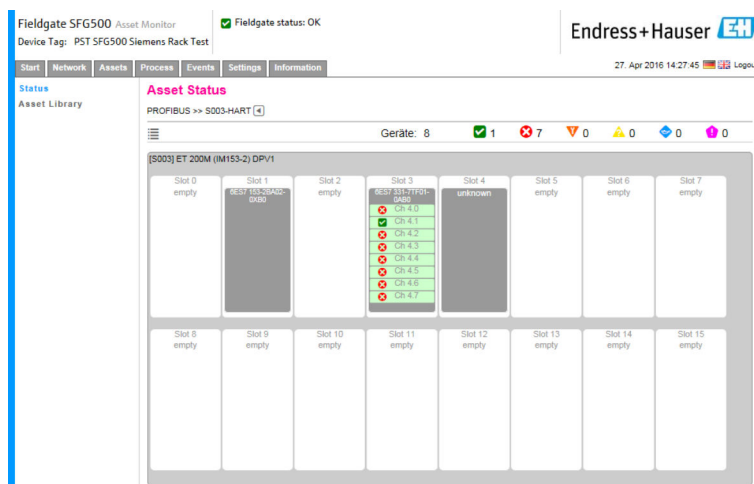 Fieldgate SFG500 Asset Monitor
Device Tag: PST SFG500 Siemens Rack Test
Fieldgate status: OK
Endress+Hauser EH
Start Network Assets Process Events Settings Information
27. Apr 2016 14:27:45 Logou
Status
Asset Library
Asset Status
PROFIBUS >> S003-HART
Geräte: 8 1 7 0 0 0 0
[S003] ET 200M (IM153-2) DPV1
Slot 0 Slot 1 Slot 2 Slot 3 Slot 4 Slot 5 Slot 6 Slot 7
empty 6ES7 153-2BA02-0XB0 empty 6ES7 331-7TF01-0AB0 unknown empty empty empty
Ch 4.0
Ch 4.1
Ch 4.2
Ch 4.3
Ch 4.4
Ch 4.5
Ch 4.6
Ch 4.7
Slot 8 Slot 9 Slot 10 Slot 11 Slot 12 Slot 13 Slot 14 Slot 15
empty empty empty empty empty empty empty empty